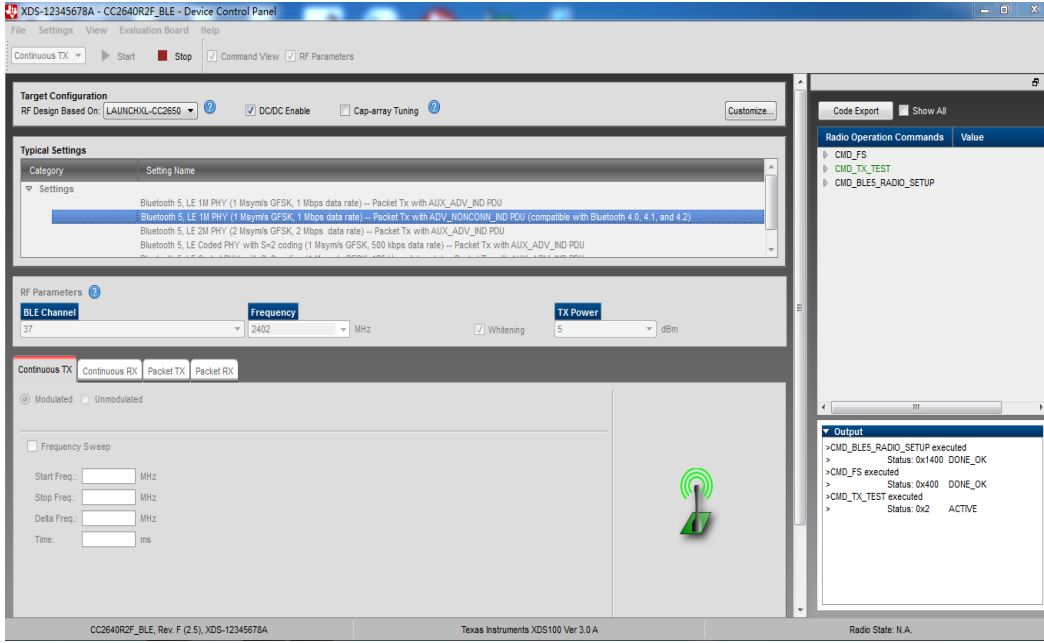 XDS-12345678A - CC2640R2F_BLE - Device Control Panel
File Settings View Evaluation Board Help
Continuous TX Start Stop Command View RF Parameters
Target Configuration
RF Design Based On: LAUNCHXL-CC2650 DC/DC Enable Cap-array Tuning Customize...
Typical Settings
Category Setting Name
Settings
Bluetooth 5, LE 1M PHY (1 Msym/s GFSK, 1 Mbps data rate) -- Packet Tx with AUX_ADV_IND PDU
Bluetooth 5, LE 1M PHY (1 Msym/s GFSK, 1 Mbps data rate) -- Packet Tx with ADV_NONCONN_IND PDU (compatible with Bluetooth 4.0, 4.1, and 4.2)
Bluetooth 5, LE 2M PHY (2 Msym/s GFSK, 2 Mbps data rate) -- Packet Tx with AUX_ADV_IND PDU
Bluetooth 5, LE Coded PHY with S=2 coding (1 Msym/s GFSK, 500 kbps data rate) -- Packet Tx with AUX_ADV_IND PDU
RF Parameters
BLE Channel Frequency TX Power
37 2402 MHz Whitening 5 dBm
Continuous TX Continuous RX Packet TX Packet RX
Modulated Unmodulated
Frequency Sweep
Start Freq.: MHz
Stop Freq.: MHz
Delta Freq.: MHz
Time: ms
Code Export Show All
Radio Operation Commands Value
CMD_FS
CMD_TX_TEST
CMD_BLE5_RADIO_SETUP
Output
>CMD_BLE5_RADIO_SETUP executed
> Status: 0x1400 DONE_OK
>CMD_FS executed
> Status: 0x400 DONE_OK
>CMD_TX_TEST executed
> Status: 0x2 ACTIVE
CC2640R2F_BLE, Rev. F (2.5), XDS-12345678A Texas Instruments XDS100 Ver 3.0 A Radio State: N.A.